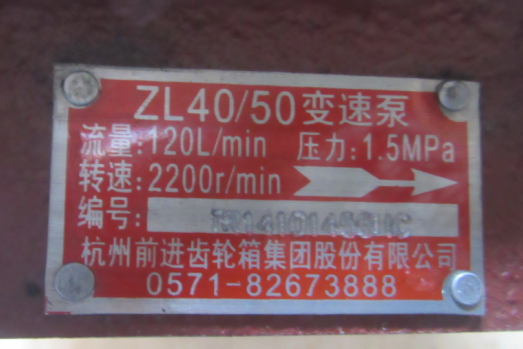 ZL40/50变速泵
流量:120L/min 压力:1.5MPa
转速:2200r/min
编号:
杭州前进齿轮箱集团股份有限公司
0571-82673888